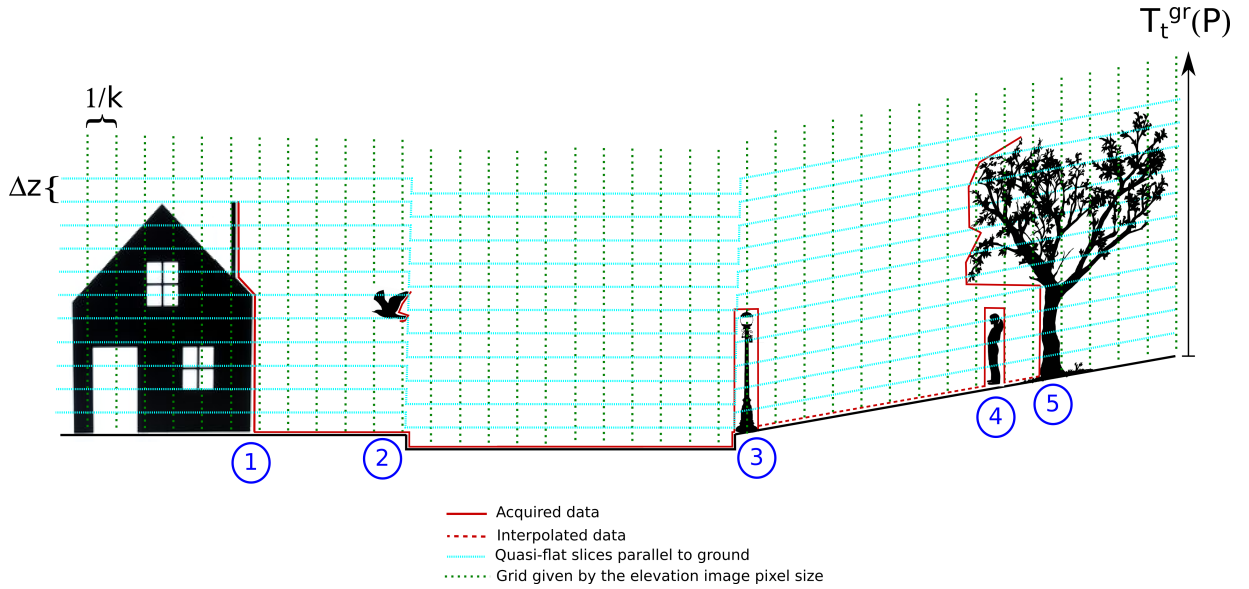 T_t^gr(P)
1/k
Δz{
1
2
3
4
5
Acquired data
Interpolated data
Quasi-flat slices parallel to ground
Grid given by the elevation image pixel size